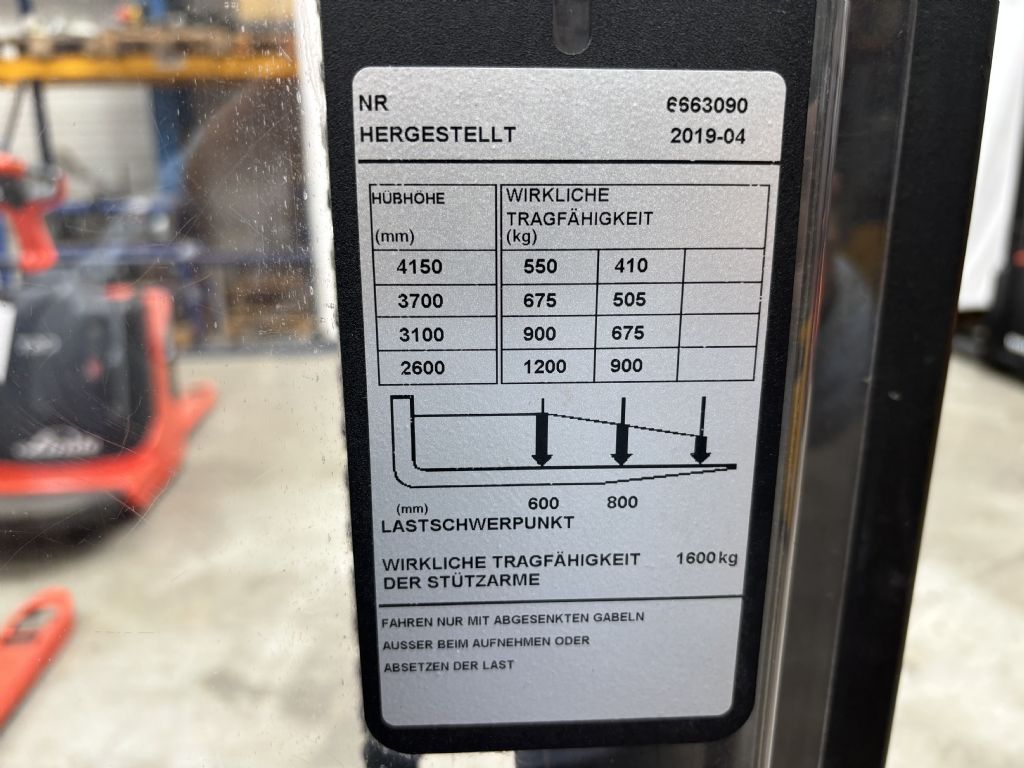 NR 6663090
HERGESTELLT 2019-04
HÜBHÖHE
(mm)
WIRKLICHE
TRAGFÄHIGKEIT
(kg)
4150 550 410
3700 675 505
3100 900 675
2600 1200 900
(mm) 600 800
LASTSCHWERPUNKT
WIRKLICHE TRAGFÄHIGKEIT 1600kg
DER STÜTZARME
FAHREN NUR MIT ABGESENKTEN GABELN
AUSSER BEIM AUFNEHMEN ODER
ABSETZEN DER LAST